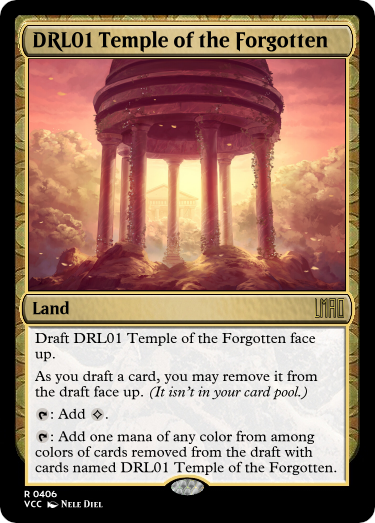 DRL01 Temple of the Forgotten
Land
LMAO
Draft DRL01 Temple of the Forgotten face
up.
As you draft a card, you may remove it from
the draft face up. (It isn't in your card pool.)
: Add .
: Add one mana of any color from among
colors of cards removed from the draft with
cards named DRL01 Temple of the Forgotten.
R 0406
VCC NELE DIEL